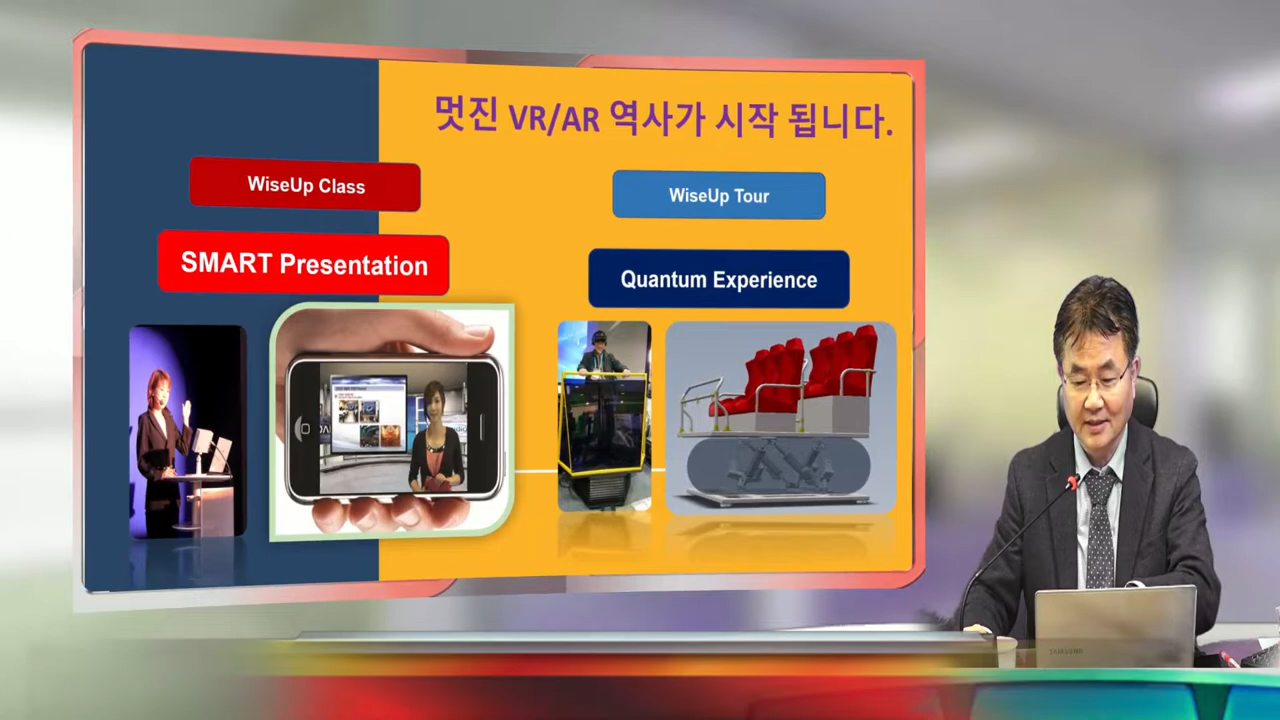 멋진 VR/AR 역사가 시작 됩니다.
WiseUp Class
WiseUp Tour
SMART Presentation
Quantum Experience